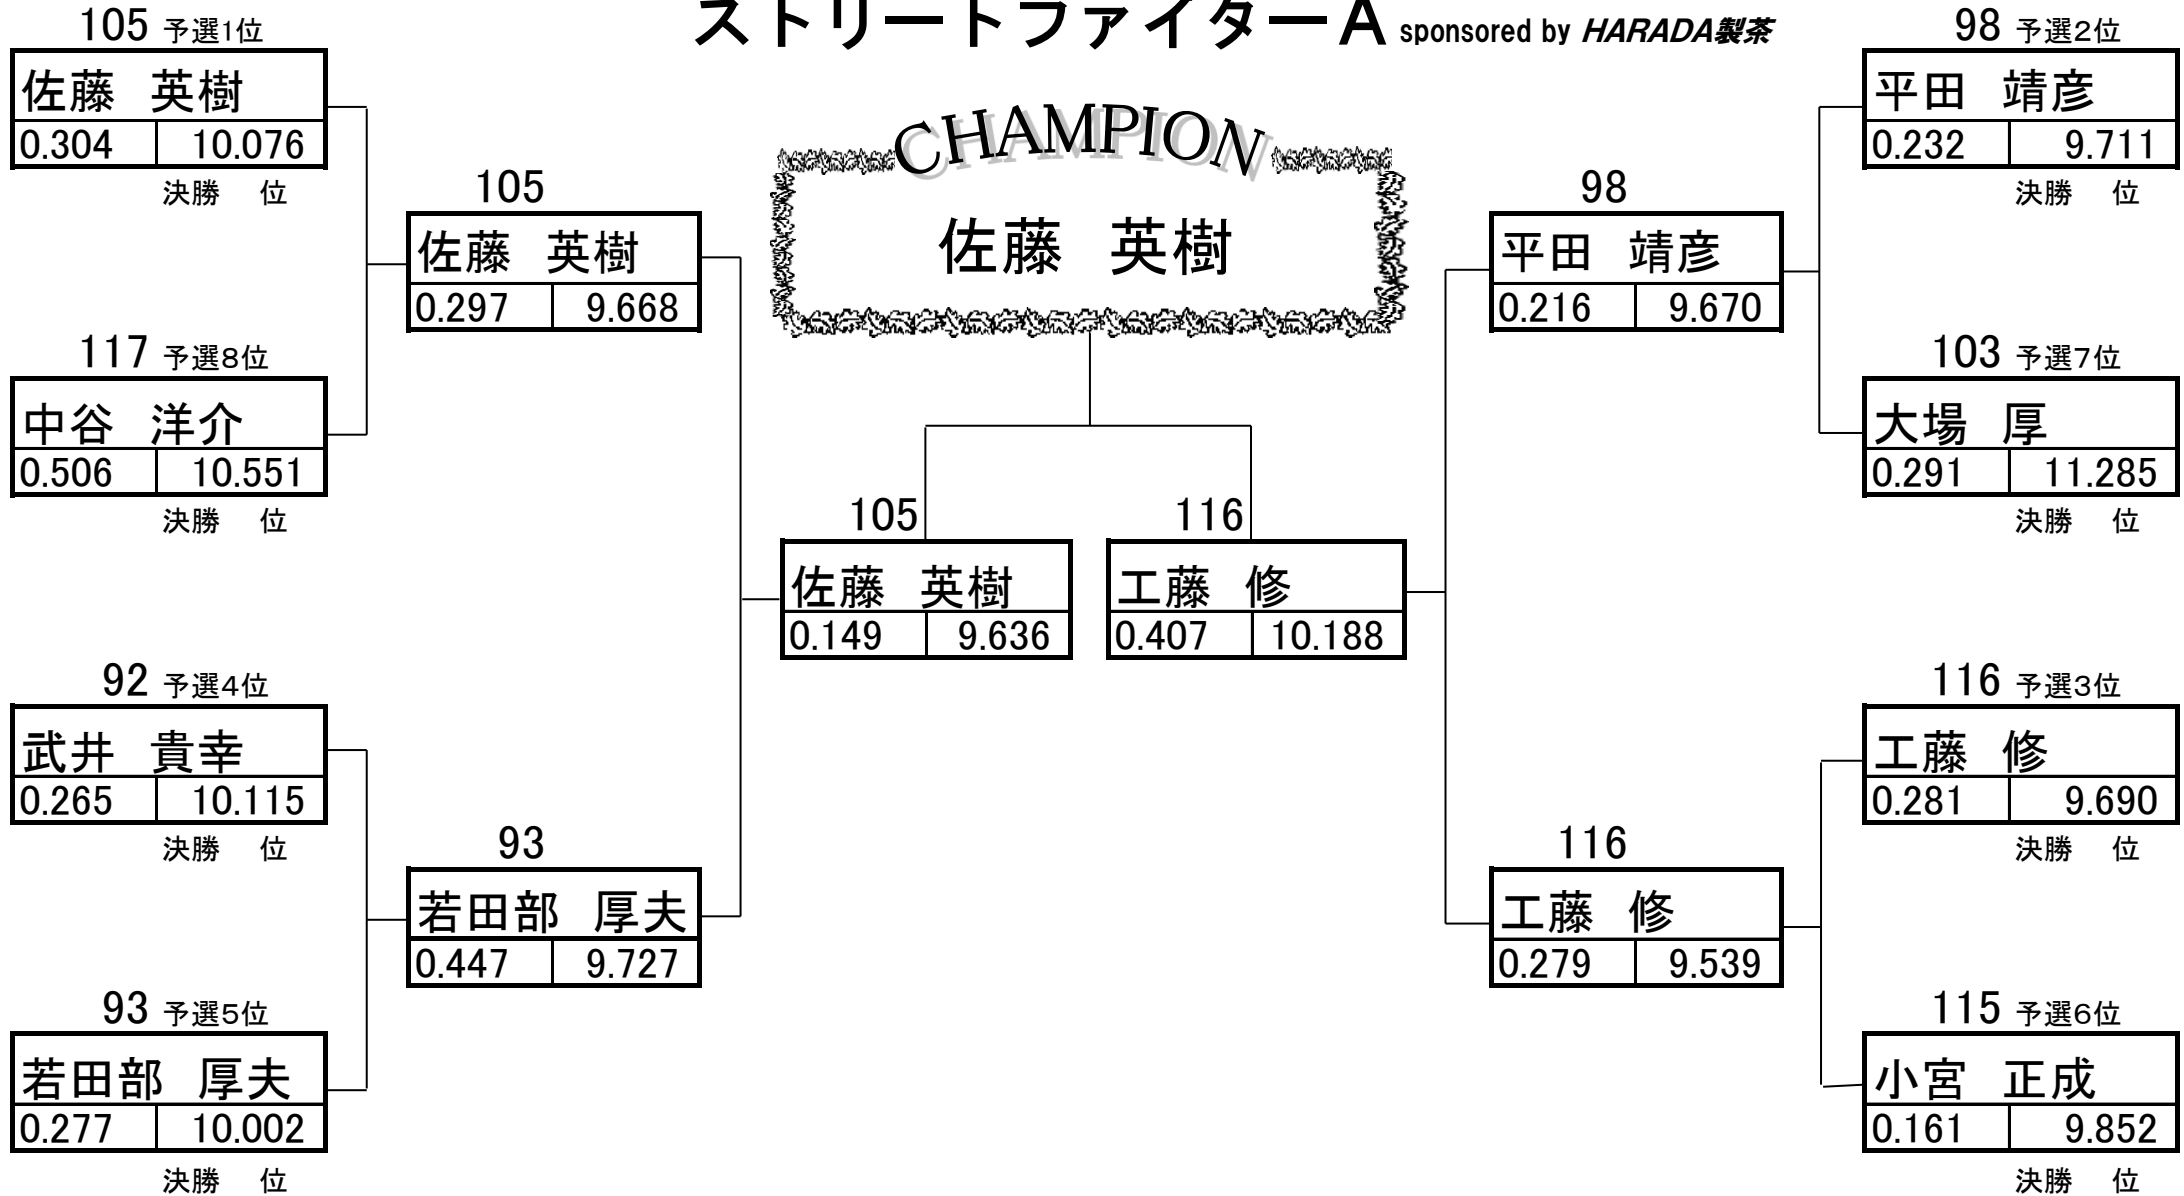 ストリートファイターA sponsored by HARADA製茶
CHAMPION
佐藤　英樹
105 予選1位
佐藤　英樹
0.304 10.076
決勝　位
117 予選8位
中谷　洋介
0.506 10.551
決勝　位
92 予選4位
武井　貴幸
0.265 10.115
決勝　位
93 予選5位
若田部　厚夫
0.277 10.002
決勝　位
105
佐藤　英樹
0.297 9.668
93
若田部　厚夫
0.447 9.727
105
佐藤　英樹
0.149 9.636
116
工藤　修
0.407 10.188
98
平田　靖彦
0.216 9.670
116
工藤　修
0.279 9.539
98 予選2位
平田　靖彦
0.232 9.711
決勝　位
103 予選7位
大場　厚
0.291 11.285
決勝　位
116 予選3位
工藤　修
0.281 9.690
決勝　位
115 予選6位
小宮　正成
0.161 9.852
決勝　位